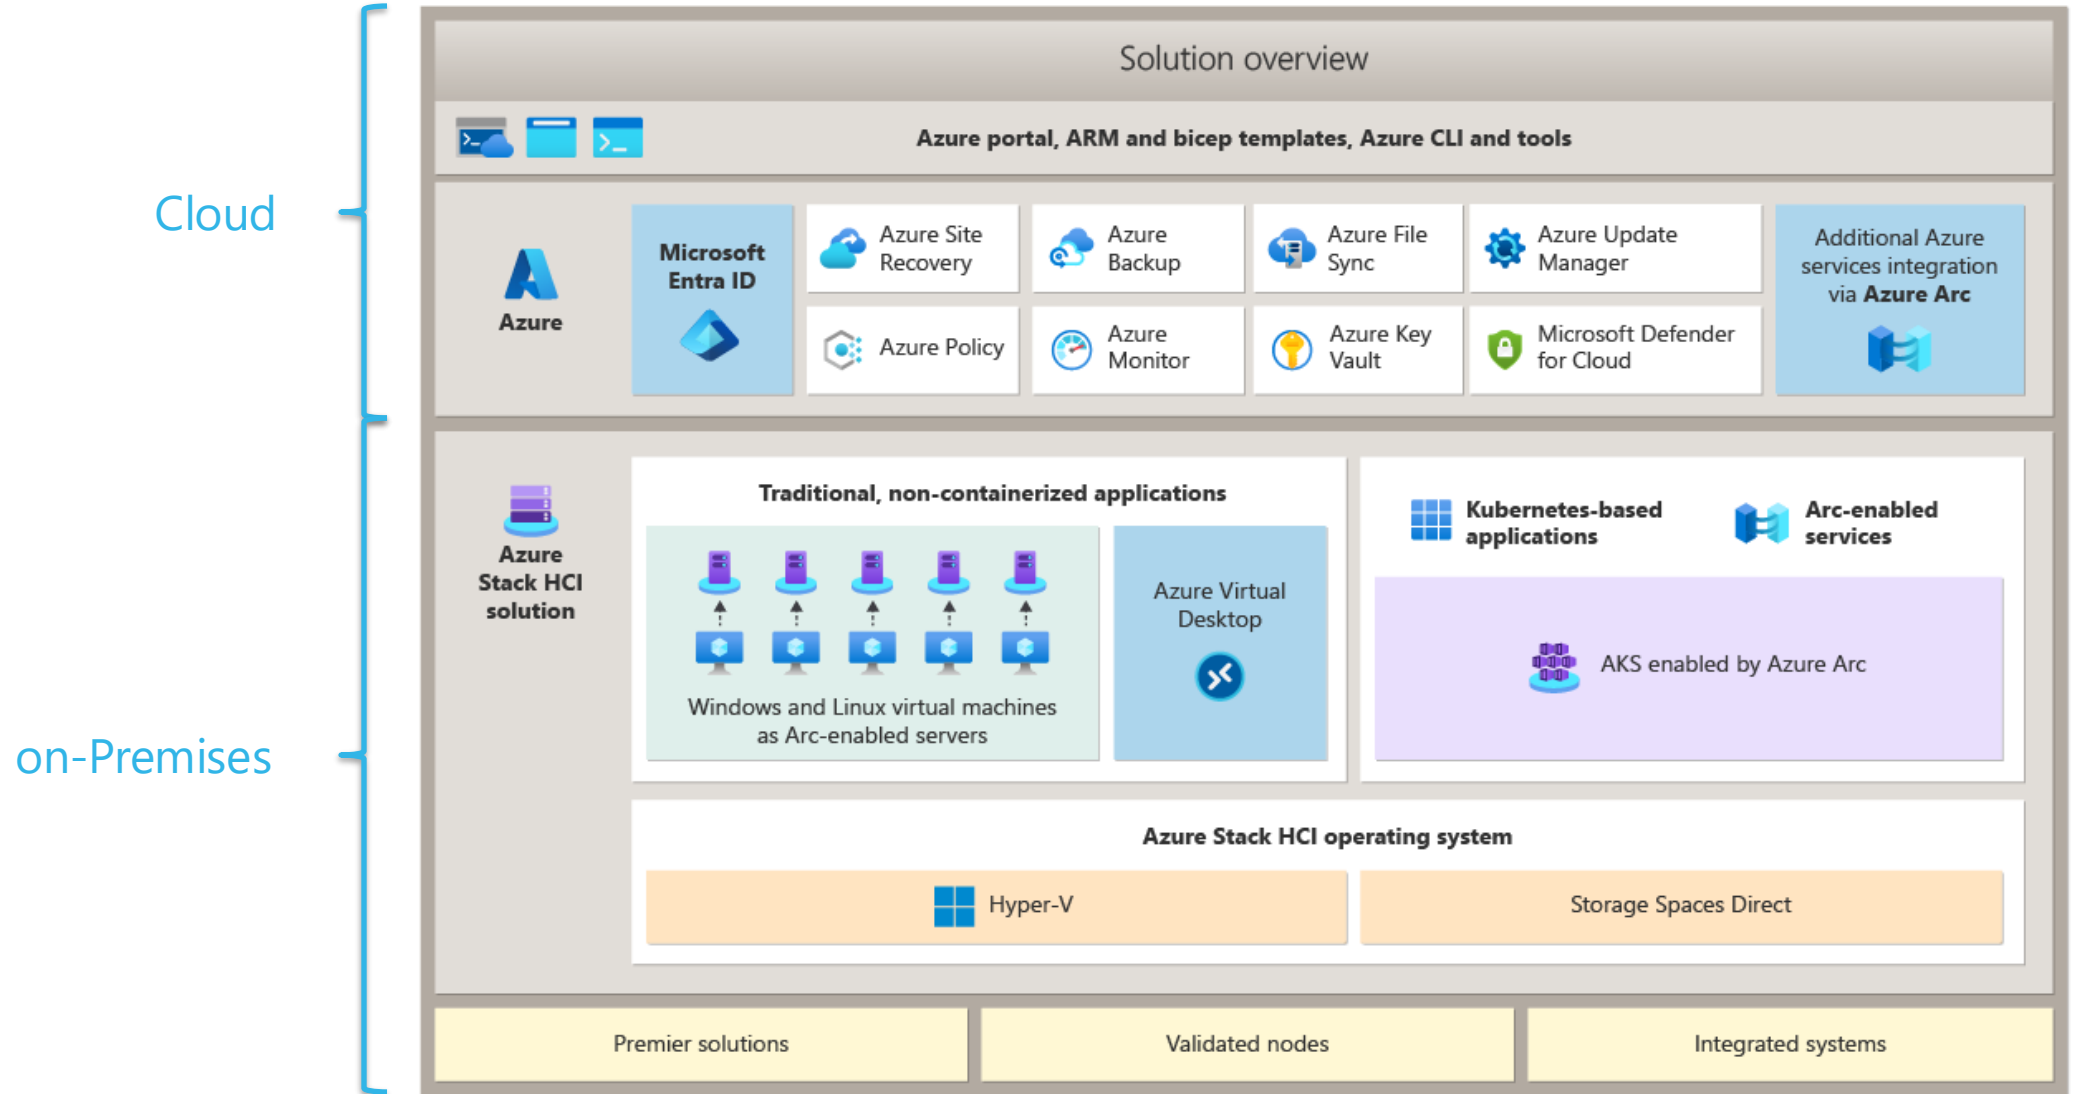 Solution overview
Azure portal, ARM and bicep templates, Azure CLI and tools
Cloud
Azure
Microsoft
Entra ID
Azure Site
Recovery
Azure
Backup
Azure File
Sync
Azure Update
Manager
Azure Policy
Azure
Monitor
Azure Key
Vault
Microsoft Defender
for Cloud
Additional Azure
services integration
via Azure Arc
on-Premises
Azure
Stack HCI
solution
Traditional, non-containerized applications
Windows and Linux virtual machines
as Arc-enabled servers
Azure Virtual
Desktop
Kubernetes-based
applications
Arc-enabled
services
AKS enabled by Azure Arc
Azure Stack HCI operating system
Hyper-V
Storage Spaces Direct
Premier solutions
Validated nodes
Integrated systems